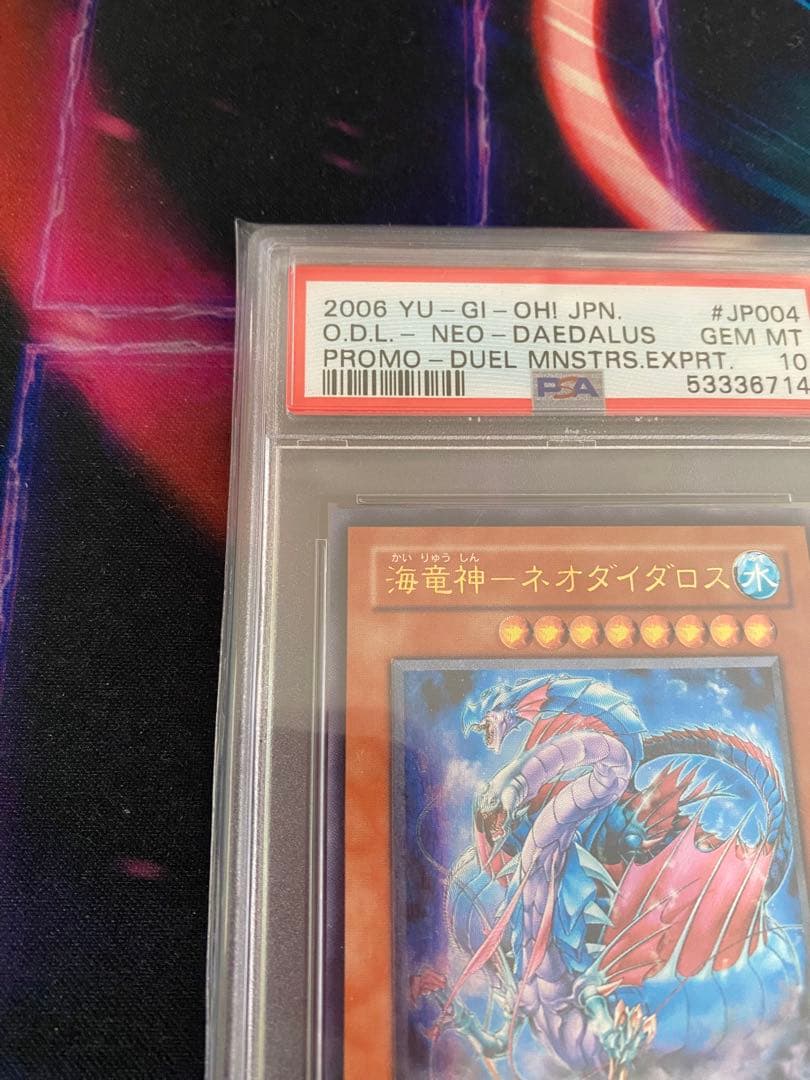 2006 YU-GI-OH! JPN. #JP004
O.D.L.- NEO-DAEDALUS GEM MT
PROMO-DUEL MNSTRS.EXPRT. 10
PSA 53336714
かい りゅう しん
海竜神－ネオダイダロス 水